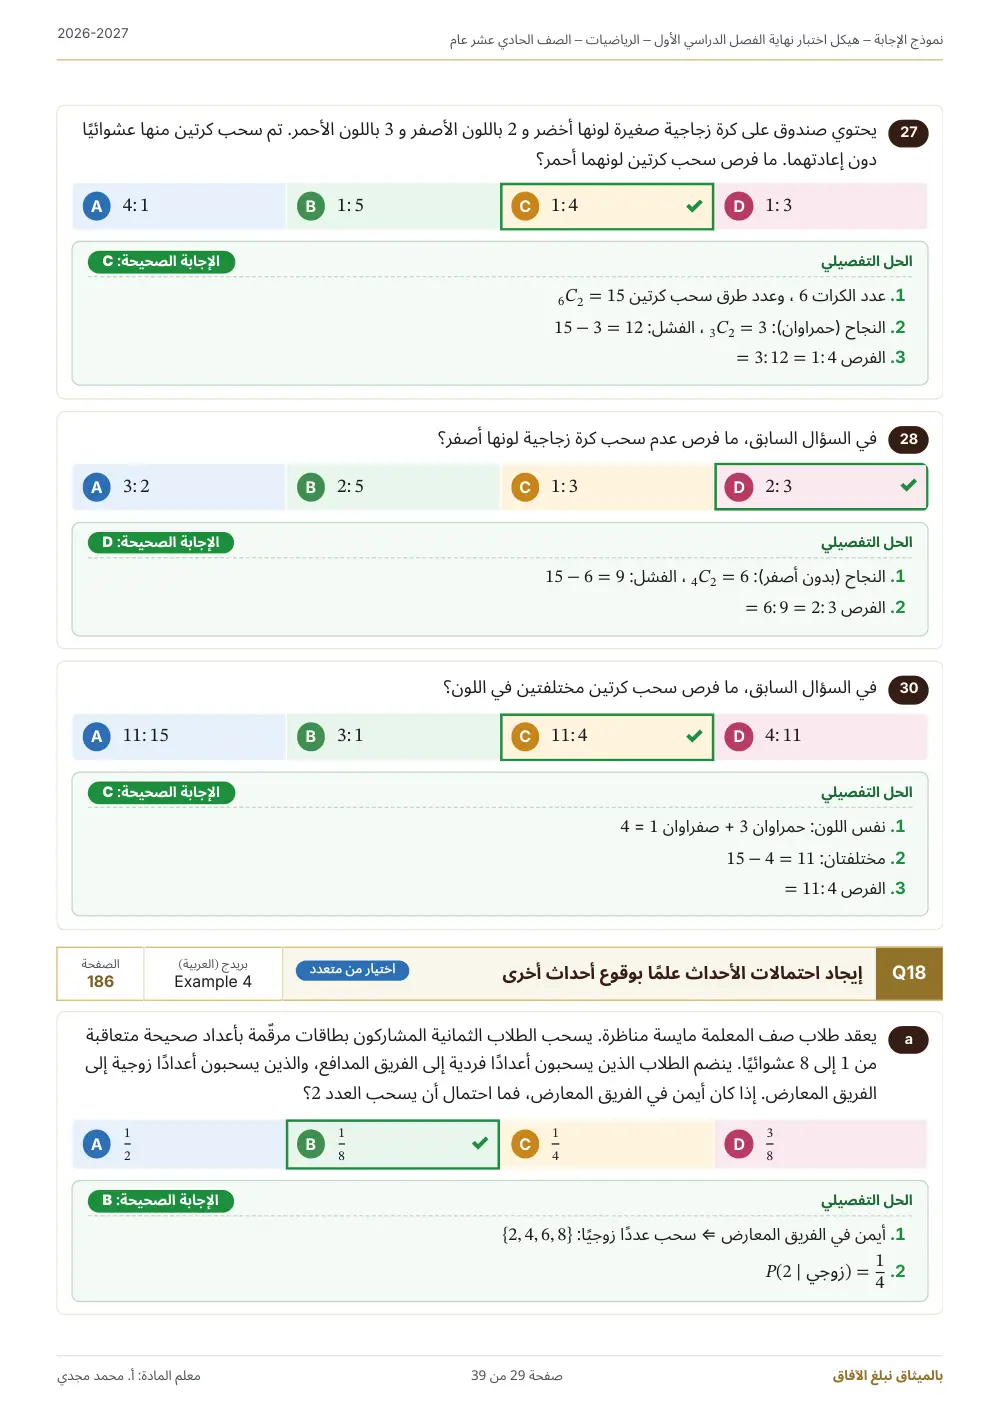 نموذج الإجابة – هيكل اختبار نهاية الفصل الدراسي الأول – الرياضيات – الصف الحادي عشر عام
2026-2027
27 يحتوي صندوق على كرة زجاجية صغيرة لونها أخضر و 2 باللون الأصفر و 3 باللون الأحمر. تم سحب كرتين منها عشوائيًا
دون إعادتهما. ما فرص سحب كرتين لونهما أحمر؟
A 4:1 B 1:5 C 1:4 ✔ D 1:3
الحل التفصيلي الإجابة الصحيحة: C
1. عدد الكرات 6 ، وعدد طرق سحب كرتين ₆C₂ = 15
2. النجاح (حمراوان): ₃C₂ = 3 ، الفشل: 15 − 3 = 12
3. الفرص = 3:12 = 1:4
28 في السؤال السابق، ما فرص عدم سحب كرة زجاجية لونها أصفر؟
A 3:2 B 2:5 C 1:3 D 2:3 ✔
الحل التفصيلي الإجابة الصحيحة: D
1. النجاح (بدون أصفر): ₄C₂ = 6 ، الفشل: 15 − 6 = 9
2. الفرص = 6:9 = 2:3
30 في السؤال السابق، ما فرص سحب كرتين مختلفتين في اللون؟
A 11:15 B 3:1 C 11:4 ✔ D 4:11
الحل التفصيلي الإجابة الصحيحة: C
1. نفس اللون: حمراوان 3 + صفراوان 1 = 4
2. مختلفتان: 15 − 4 = 11
3. الفرص = 11:4
Q18 إيجاد احتمالات الأحداث علمًا بوقوع أحداث أخرى اختيار من متعدد بريدج (العربية) الصفحة
Example 4 186
a يعقد طلاب صف المعلمة مايسة مناظرة. يسحب الطلاب الثمانية المشاركون بطاقات مرقّمة بأعداد صحيحة متعاقبة
من 1 إلى 8 عشوائيًا. ينضم الطلاب الذين يسحبون أعدادًا فردية إلى الفريق المدافع، والذين يسحبون أعدادًا زوجية إلى
الفريق المعارض. إذا كان أيمن في الفريق المعارض، فما احتمال أن يسحب العدد 2؟
A 1/2 B 1/8 ✔ C 1/4 D 3/8
الحل التفصيلي الإجابة الصحيحة: B
1. أيمن في الفريق المعارض ⇐ سحب عددًا زوجيًا: {2, 4, 6, 8}
2. P(2 | زوجي) = 1/4
بالميثاق نبلغ الآفاق صفحة 29 من 39 معلم المادة: أ. محمد مجدي